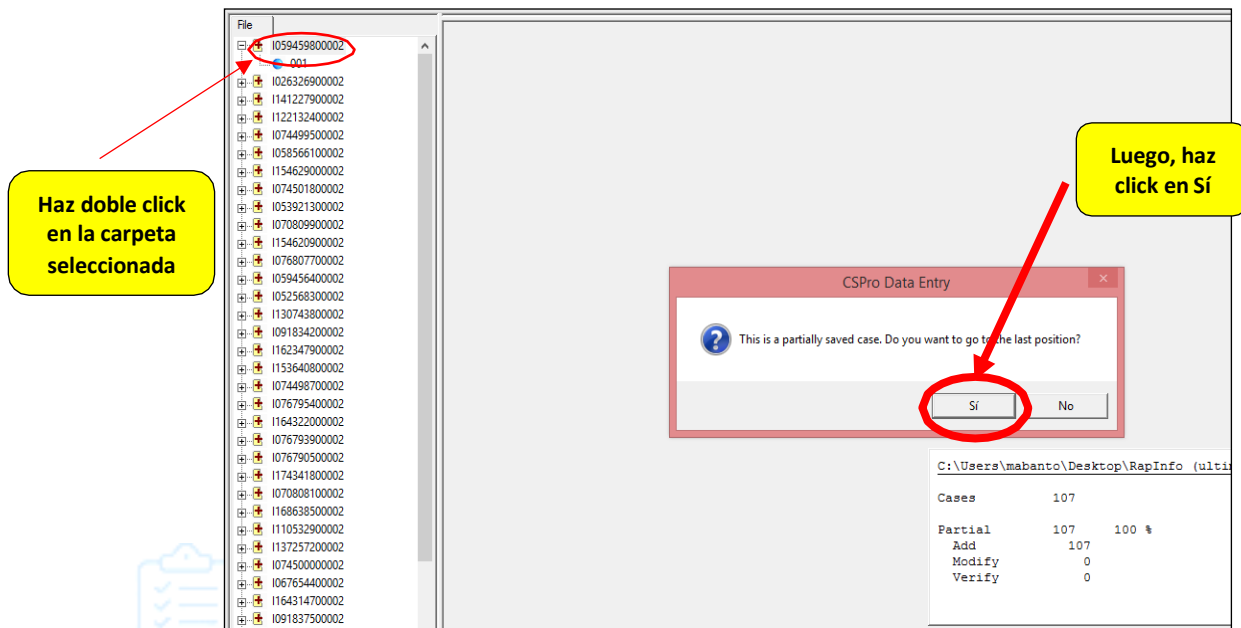 File
I059459800002
001
I026326900002
I141227900002
I122132400002
I074499500002
I058566100002
I154629000002
I074501800002
I053921300002
I070809900002
I154620900002
I076807700002
I059456400002
I052568300002
I130743800002
I091834200002
I162347900002
I153640800002
I074498700002
I076795400002
I164322000002
I076793900002
I076790500002
I174341800002
I070808100002
I168638500002
I110532900002
I137257200002
I074500000002
I067654400002
I164314700002
I091837500002
Haz doble click
en la carpeta
seleccionada
Luego, haz
click en Sí
CSPro Data Entry
This is a partially saved case. Do you want to go to the last position?
Sí No
C:\Users\mabanto\Desktop\RapInfo (ulti
Cases 107
Partial 107 100 %
Add 107
Modify 0
Verify 0